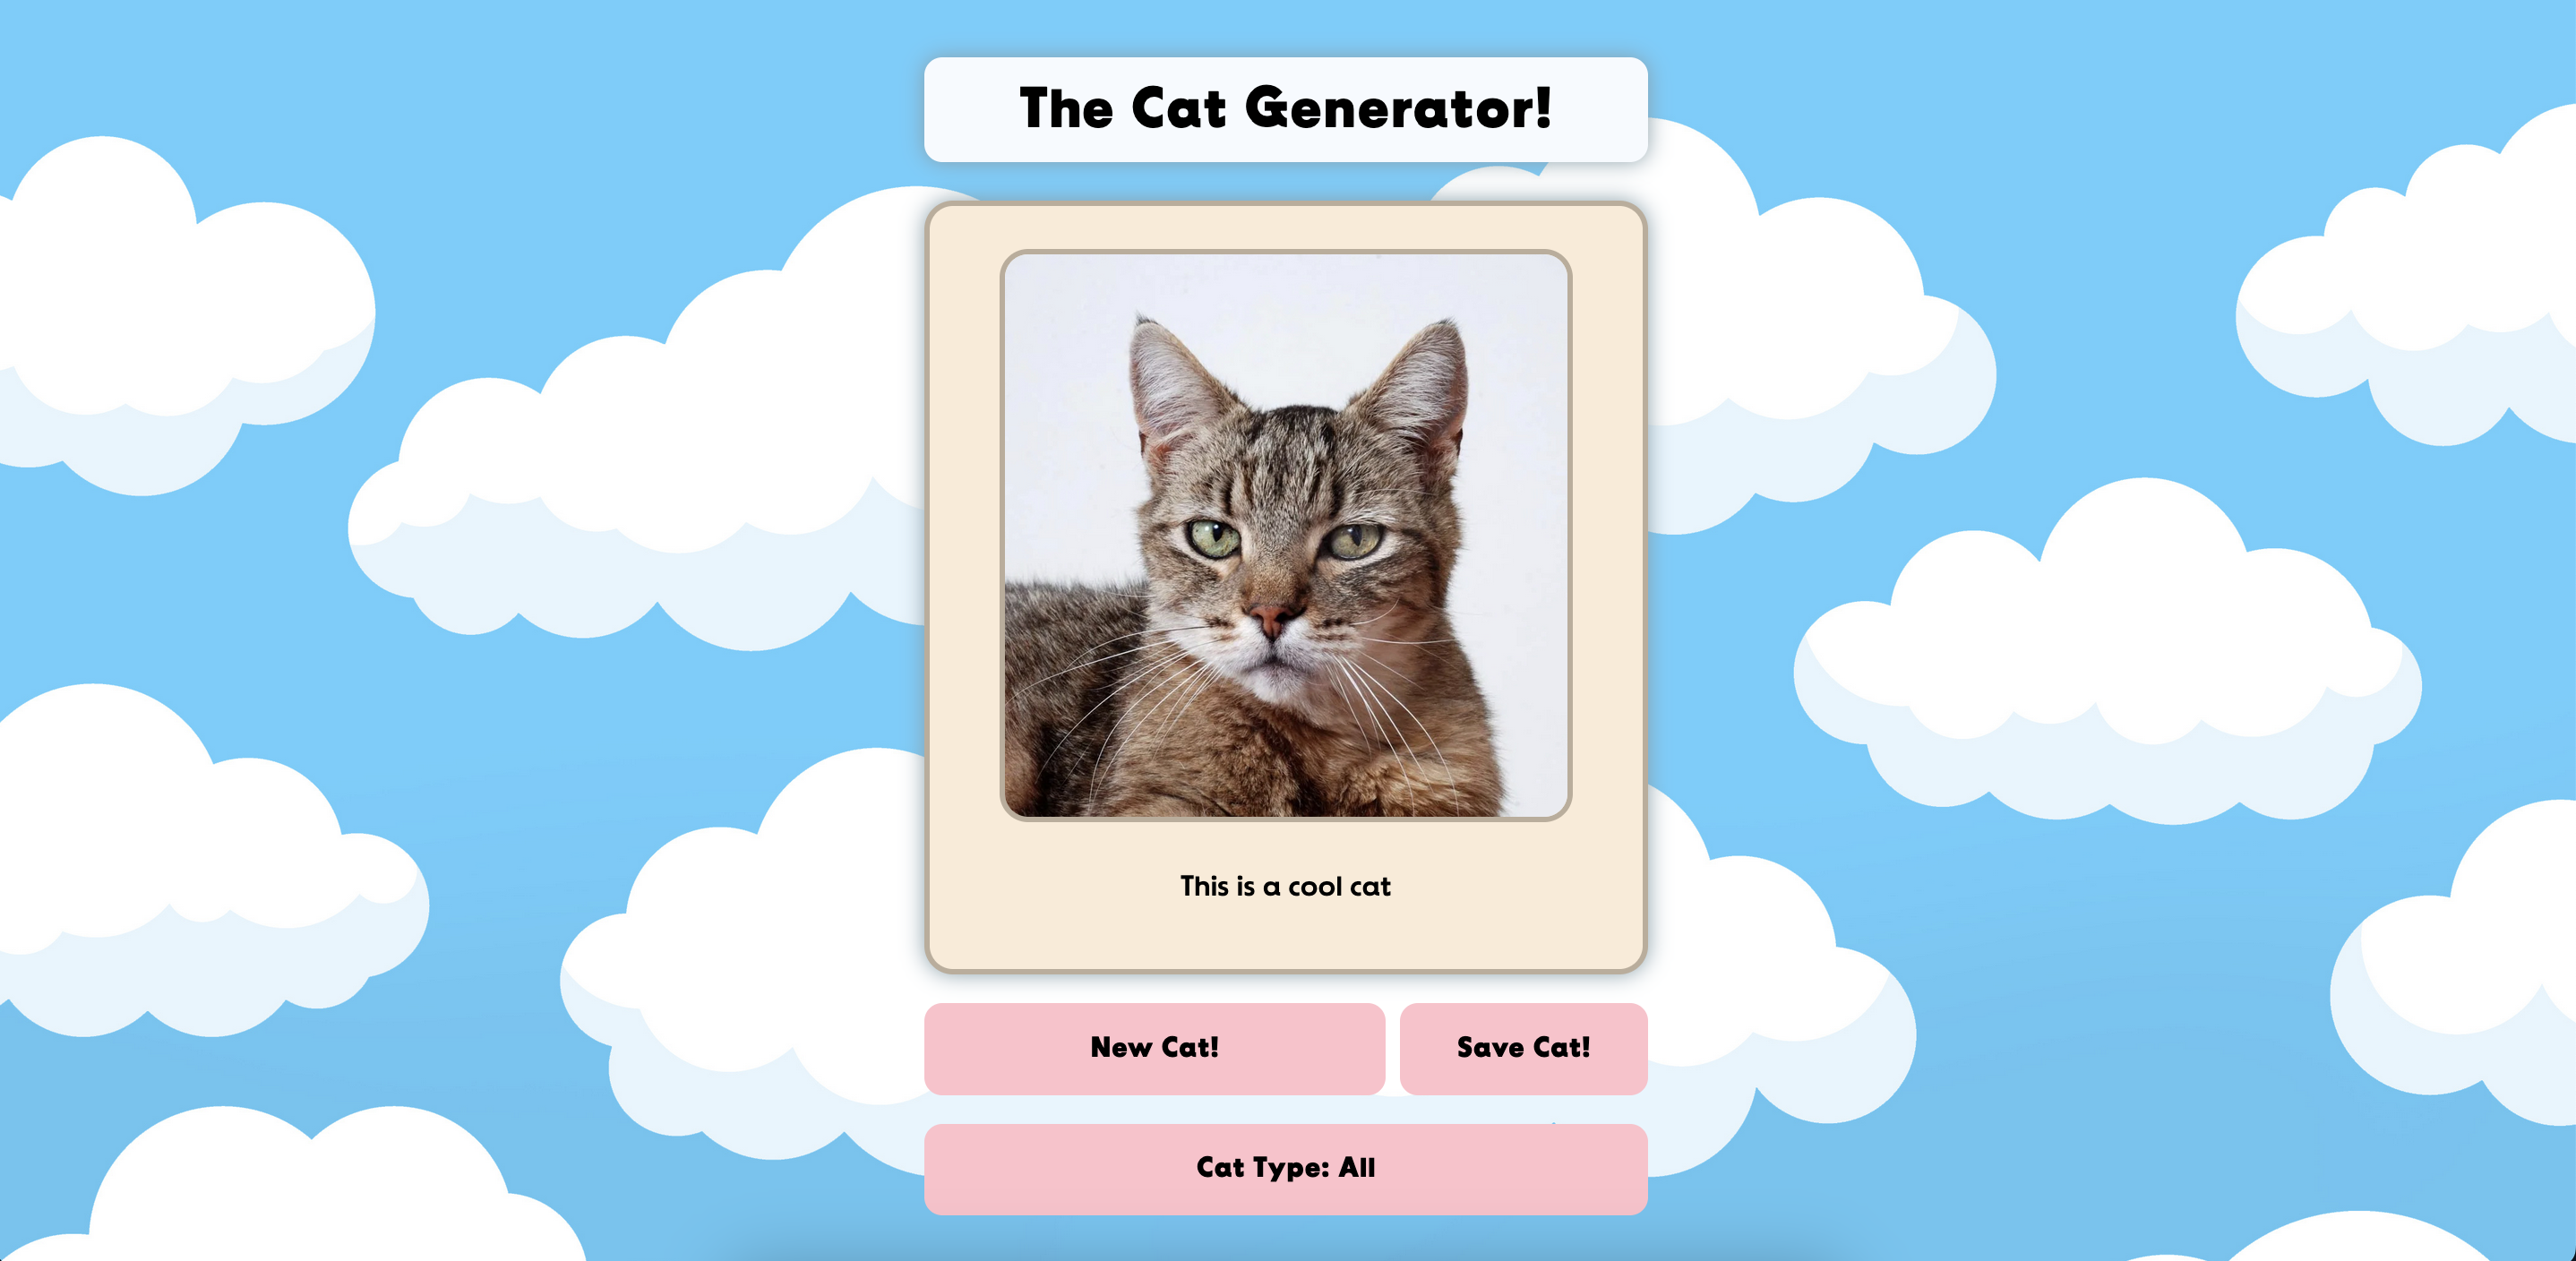 The Cat Generator!
This is a cool cat
New Cat! Save Cat!
Cat Type: All